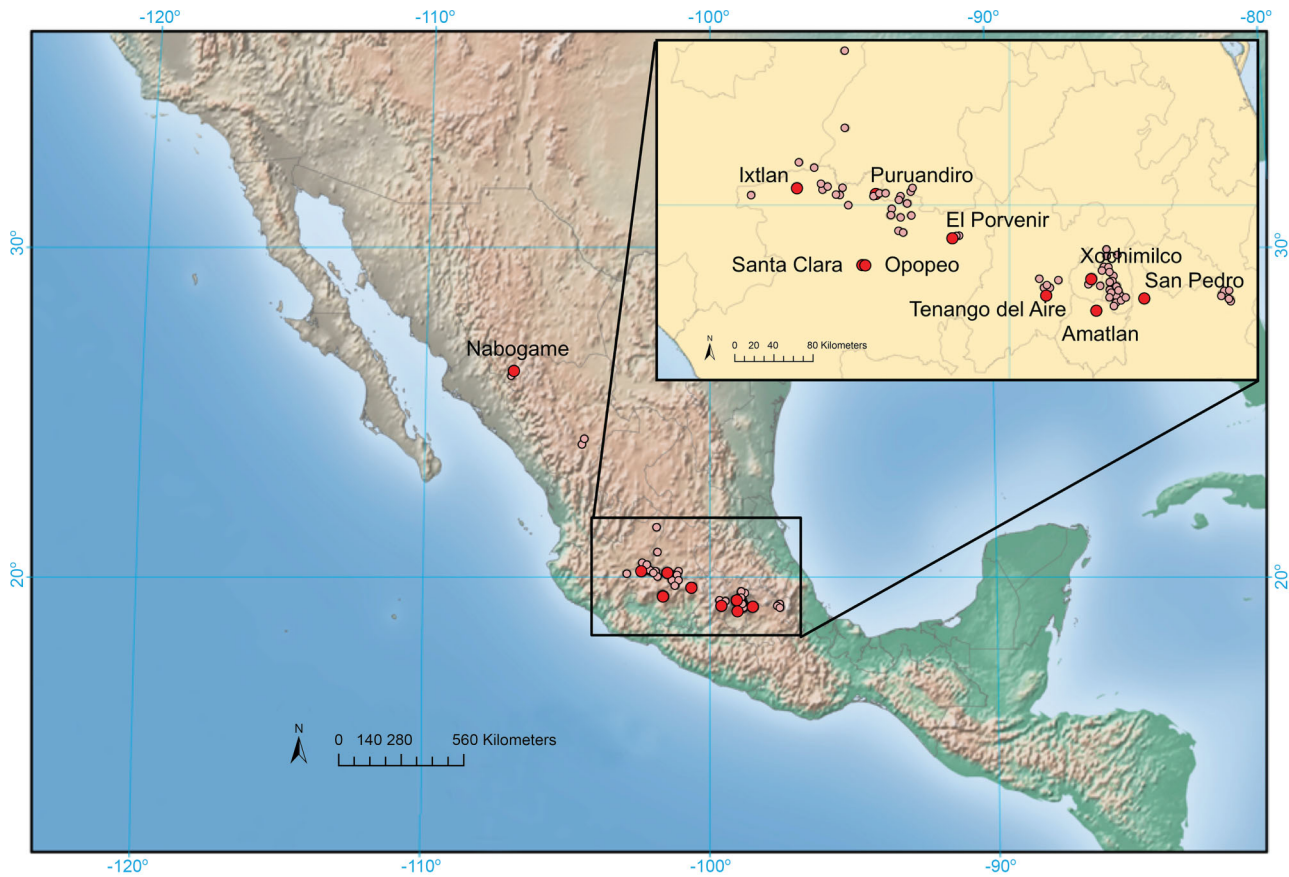 -120° -110° -100° -90° -80°
Ixtlan
Puruandiro
El Porvenir
30° 30°
Xochimilco
Santa Clara
Opopeo
San Pedro
Tenango del Aire
Amatlan
N
0 20 40 80 Kilometers
Nabogame
20° 20°
N
0 140 280 560 Kilometers
-120° -110° -100° -90°